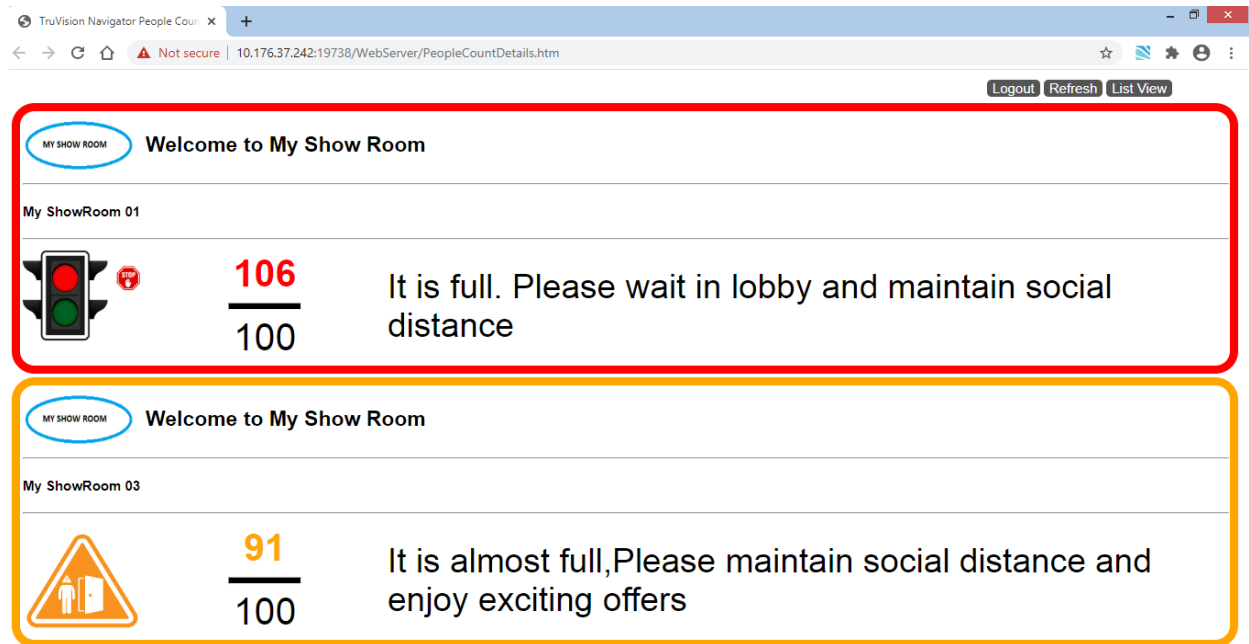 TruVision Navigator People Coun
Not secure | 10.176.37.242:19738/WebServer/PeopleCountDetails.htm
Logout Refresh List View
MY SHOW ROOM Welcome to My Show Room
My ShowRoom 01
STOP
106
100
It is full. Please wait in lobby and maintain social
distance
MY SHOW ROOM Welcome to My Show Room
My ShowRoom 03
91
100
It is almost full,Please maintain social distance and
enjoy exciting offers